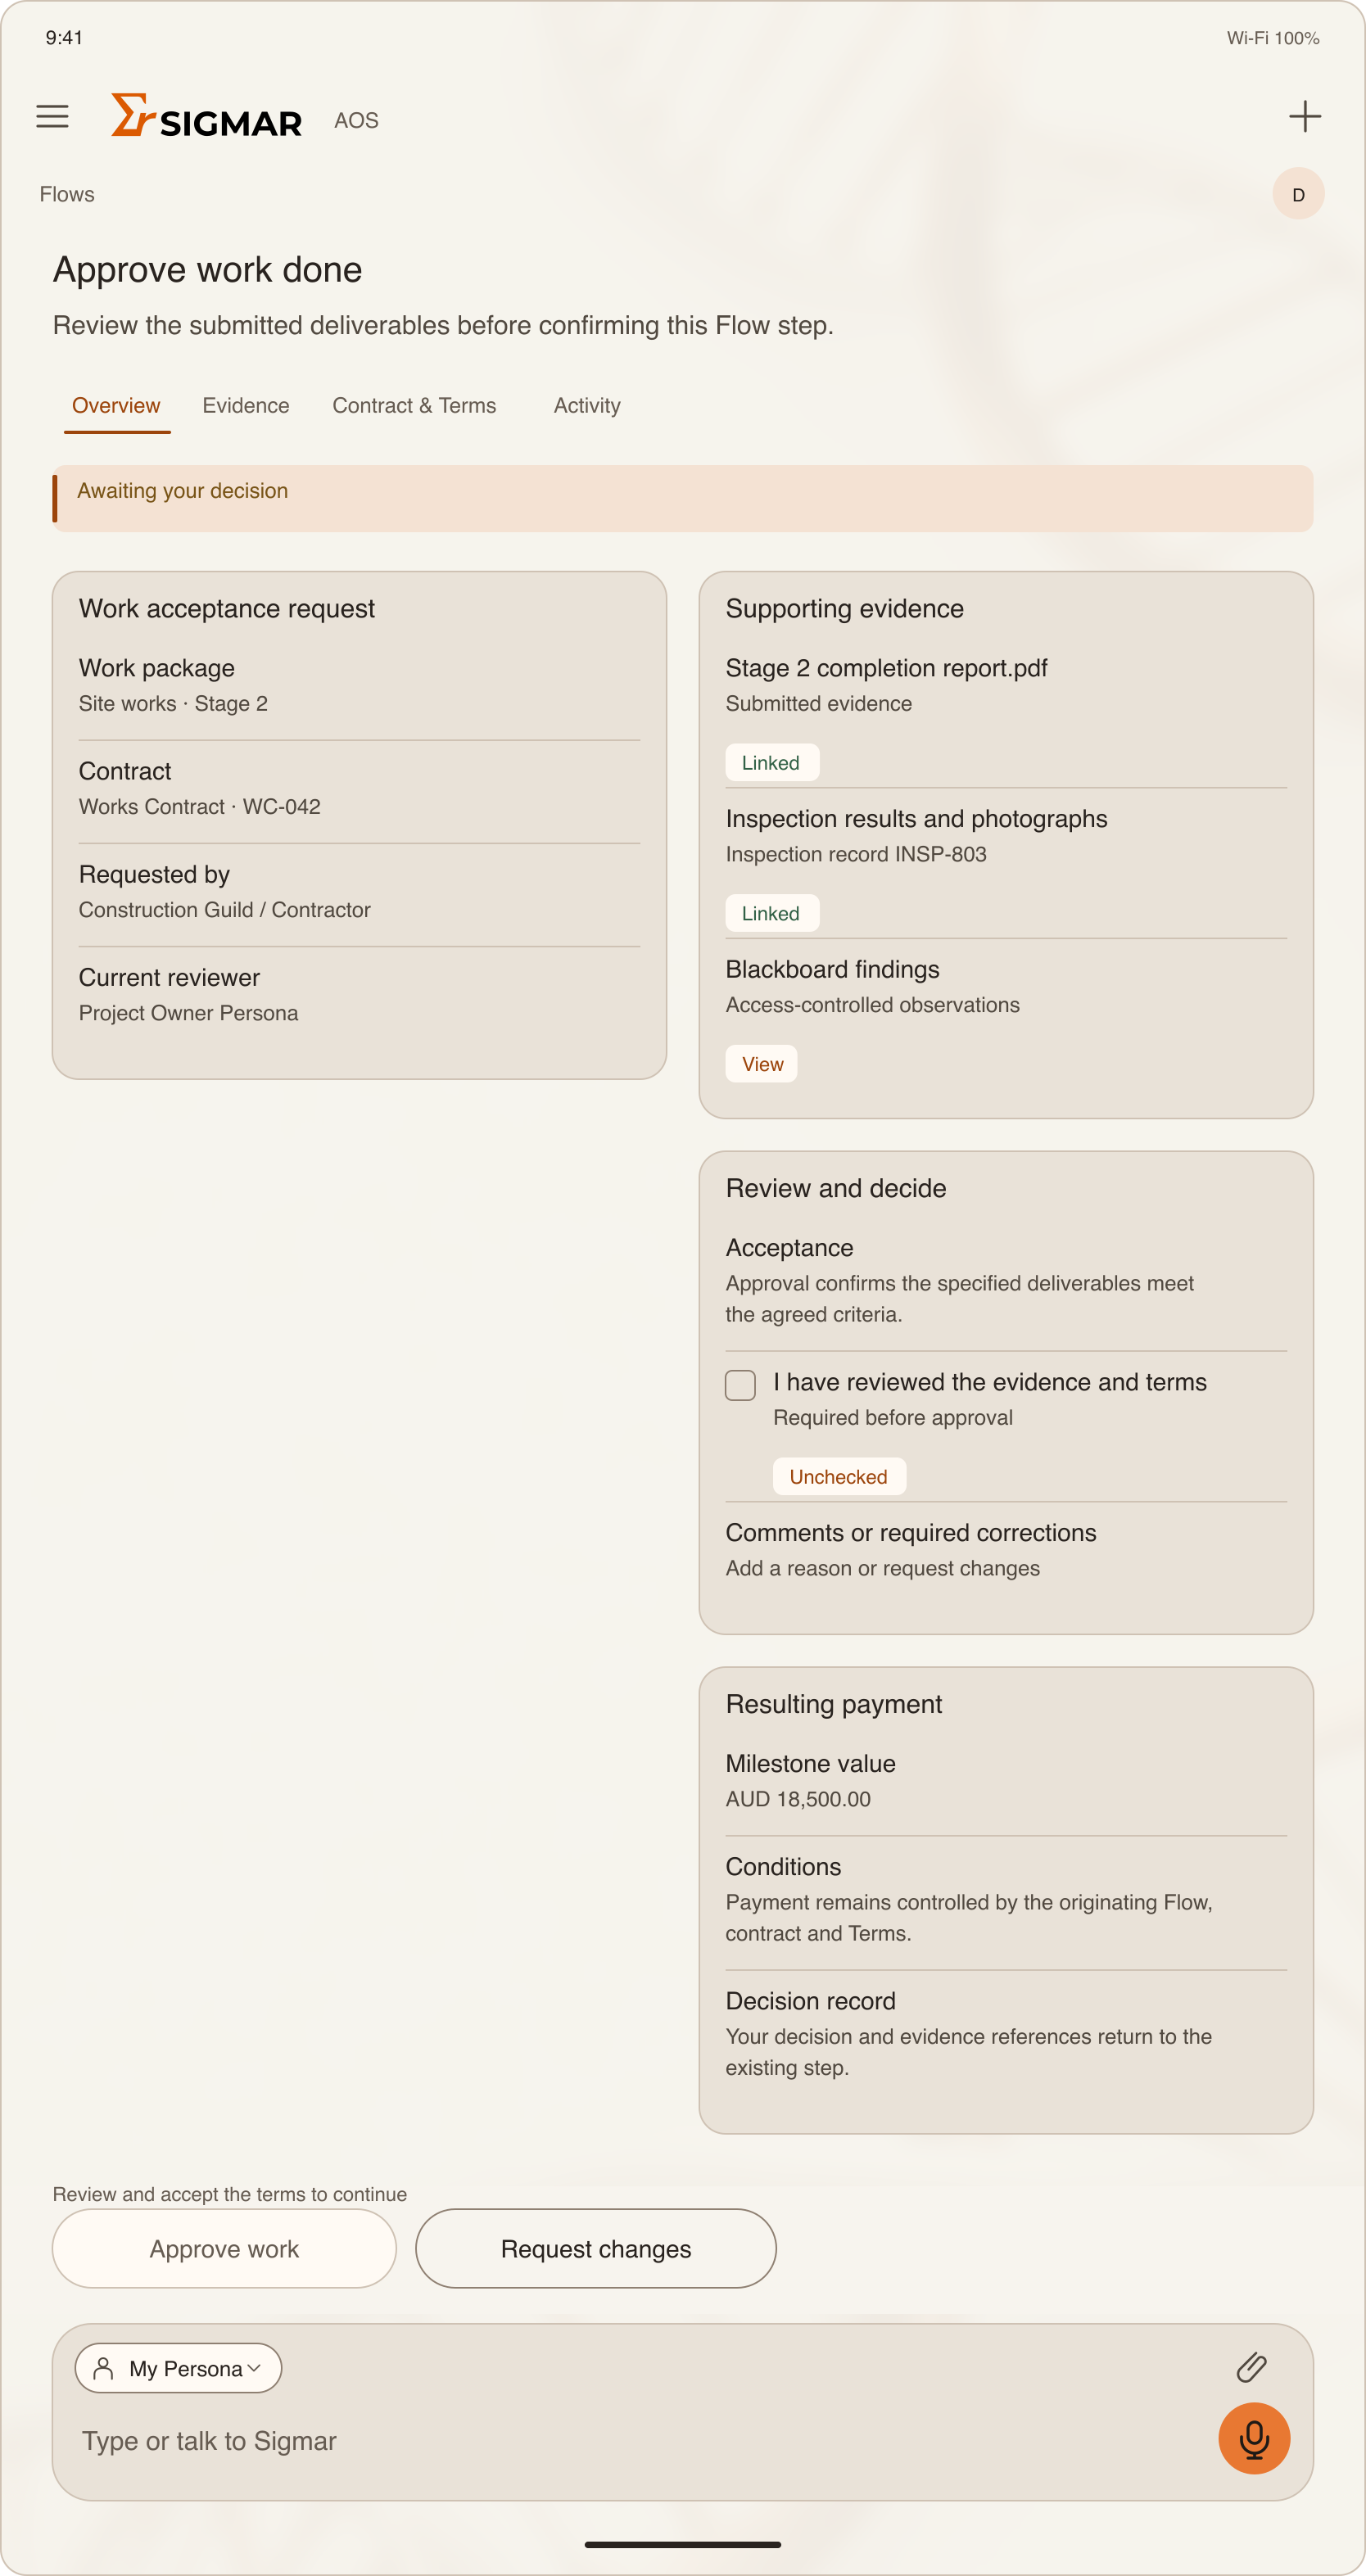 9:41
Wi-Fi 100%
Σr SIGMAR AOS
Flows
D
Approve work done
Review the submitted deliverables before confirming this Flow step.
Overview
Evidence
Contract & Terms
Activity
Awaiting your decision
Work acceptance request
Work package
Site works · Stage 2
Contract
Works Contract · WC-042
Requested by
Construction Guild / Contractor
Current reviewer
Project Owner Persona
Supporting evidence
Stage 2 completion report.pdf
Submitted evidence
Linked
Inspection results and photographs
Inspection record INSP-803
Linked
Blackboard findings
Access-controlled observations
View
Review and decide
Acceptance
Approval confirms the specified deliverables meet
the agreed criteria.
I have reviewed the evidence and terms
Required before approval
Unchecked
Comments or required corrections
Add a reason or request changes
Resulting payment
Milestone value
AUD 18,500.00
Conditions
Payment remains controlled by the originating Flow,
contract and Terms.
Decision record
Your decision and evidence references return to the
existing step.
Review and accept the terms to continue
Approve work
Request changes
My Persona
Type or talk to Sigmar